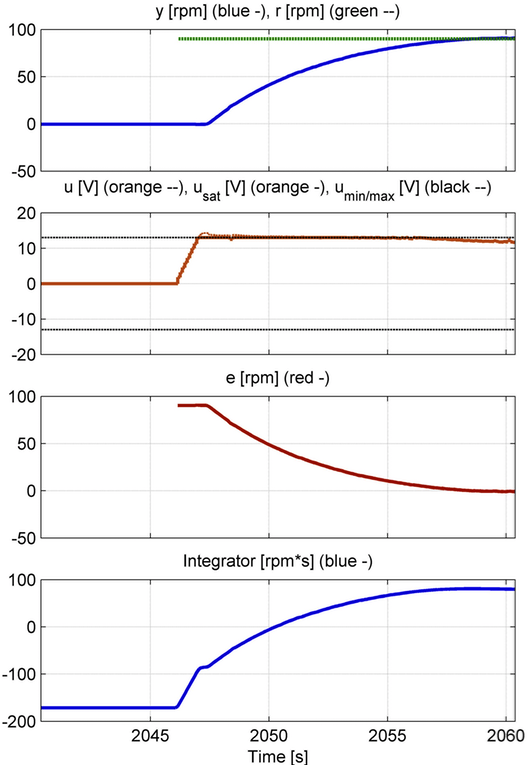 y [rpm] (blue -), r [rpm] (green --)
100
50
0
-50
u [V] (orange --), u_sat [V] (orange -), u_min/max [V] (black --)
20
10
0
-10
-20
e [rpm] (red -)
100
50
0
-50
Integrator [rpm*s] (blue -)
100
0
-100
-200
2045 2050 2055 2060
Time [s]